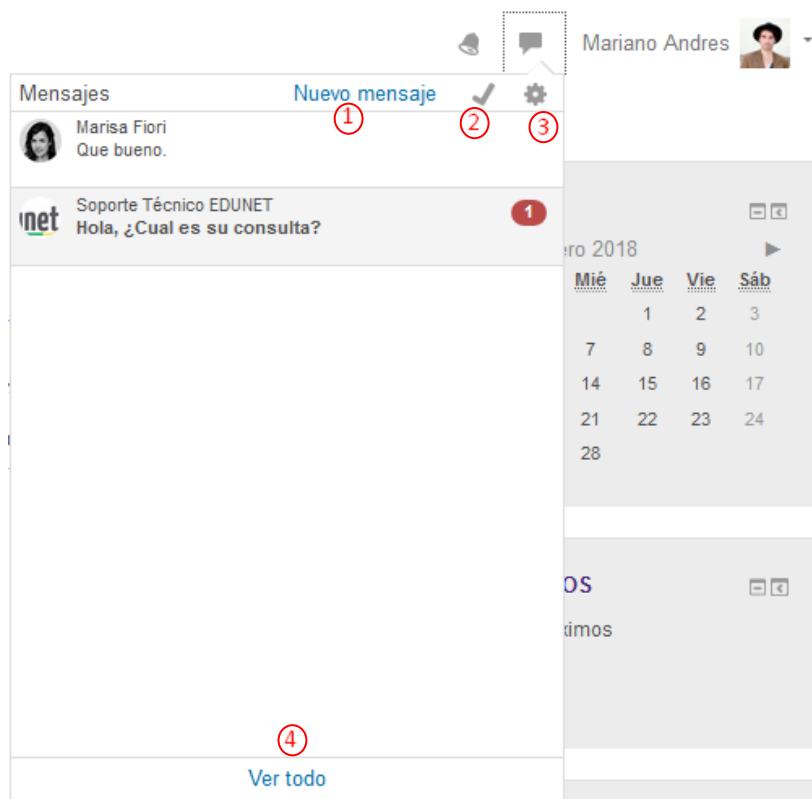 Mariano Andres
Mensajes Nuevo mensaje
1 2 3
Marisa Fiori
Que bueno.
Soporte Técnico EDUNET
Hola, ¿Cual es su consulta?
1
net
ero 2018
Mié Jue Vie Sáb
1 2 3
7 8 9 10
14 15 16 17
21 22 23 24
28
os
ximos
4
Ver todo